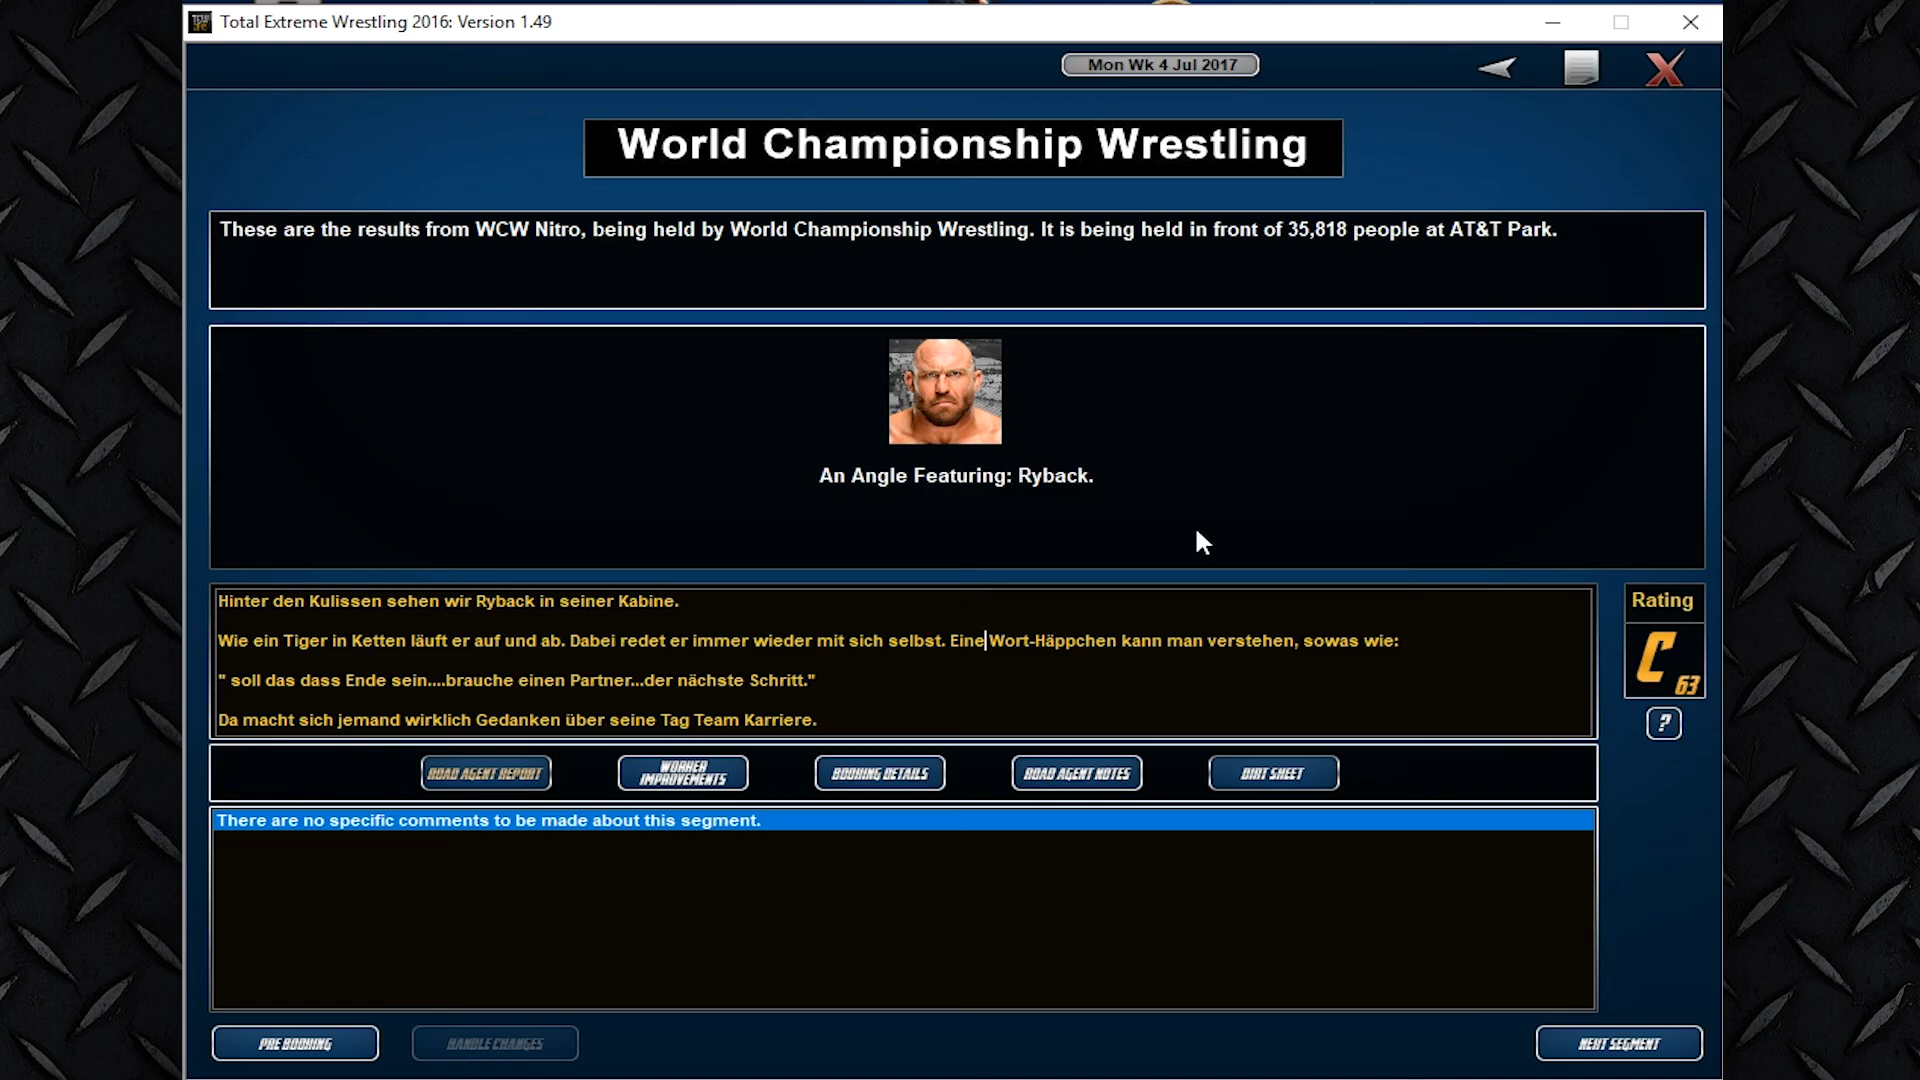 Total Extreme Wrestling 2016: Version 1.49
Mon Wk 4 Jul 2017
World Championship Wrestling
These are the results from WCW Nitro, being held by World Championship Wrestling. It is being held in front of 35,818 people at AT&T Park.
An Angle Featuring: Ryback.
Hinter den Kulissen sehen wir Ryback in seiner Kabine.
Wie ein Tiger in Ketten läuft er auf und ab. Dabei redet er immer wieder mit sich selbst. Eine Wort-Häppchen kann man verstehen, sowas wie:
" soll das dass Ende sein....brauche einen Partner...der nächste Schritt."
Da macht sich jemand wirklich Gedanken über seine Tag Team Karriere.
Rating
C 63
?
ROAD AGENT REPORT
WORKER IMPROVEMENTS
BOOKING DETAILS
ROAD AGENT NOTES
DIRT SHEET
There are no specific comments to be made about this segment.
PRE BOOKING
HANDLE CHANGES
NEXT SEGMENT